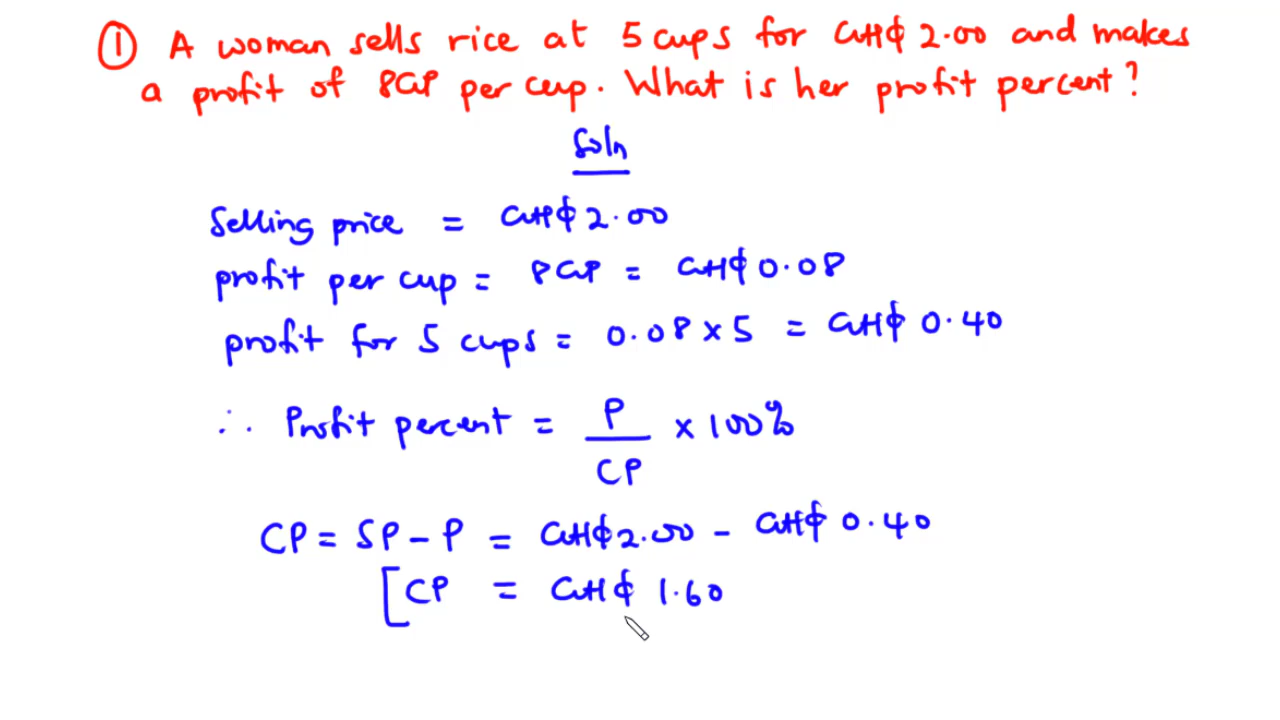 ① A woman sells rice at 5 cups for GH¢ 2.00 and makes
a profit of 8GP per cup. What is her profit percent?
Soln
Selling price = GH¢ 2.00
profit per cup = 8GP = GH¢ 0.08
profit for 5 cups = 0.08 × 5 = GH¢ 0.40
∴ Profit percent = P/CP × 100%
CP = SP - P = GH¢ 2.00 - GH¢ 0.40
[CP = GH¢ 1.60